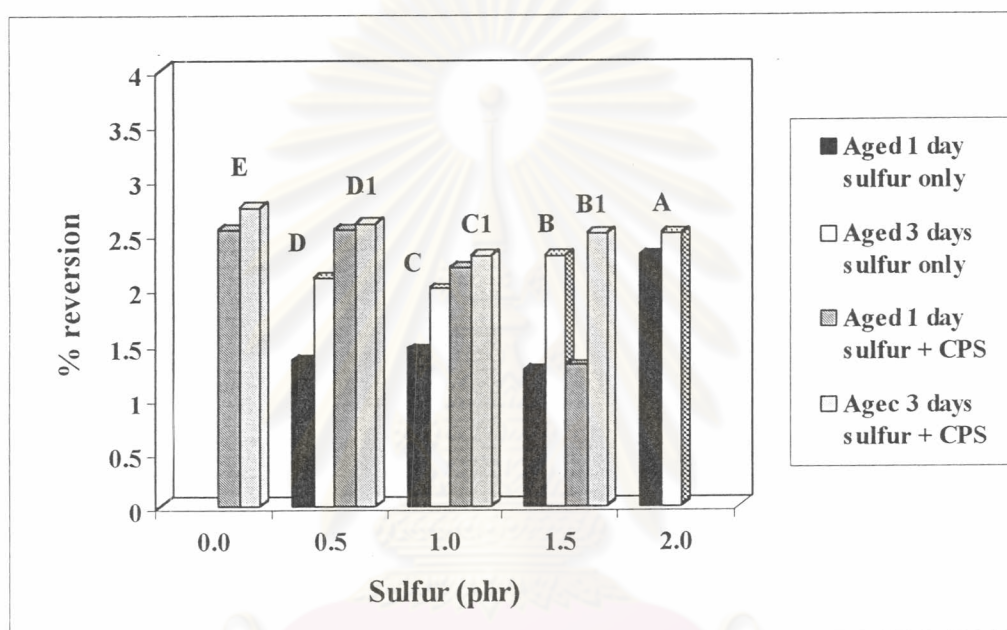 4
3.5
3
2.5
2
1.5
1
0.5
0
% reversion
E
D
D1
C
C1
B
B1
A
0.0 0.5 1.0 1.5 2.0
Sulfur (phr)
Aged 1 day
sulfur only
Aged 3 days
sulfur only
Aged 1 day
sulfur + CPS
Agec 3 days
sulfur + CPS